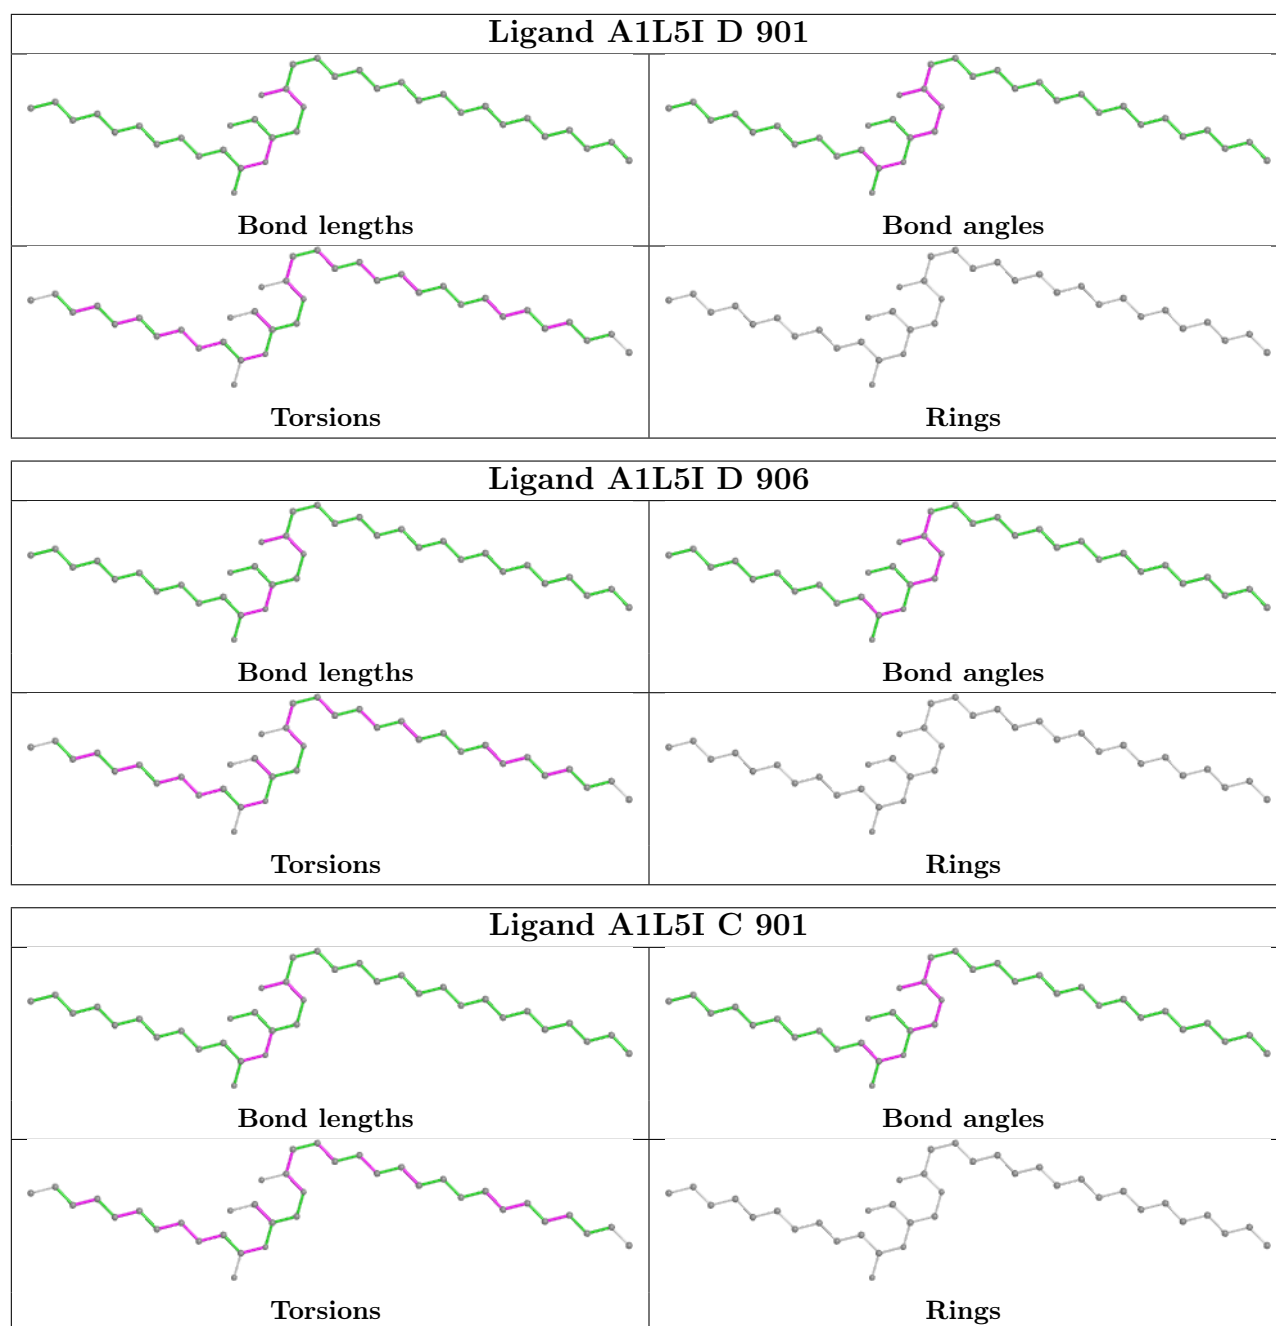 Ligand A1L5I D 901
Bond lengths
Bond angles
Torsions
Rings
Ligand A1L5I D 906
Bond lengths
Bond angles
Torsions
Rings
Ligand A1L5I C 901
Bond lengths
Bond angles
Torsions
Rings